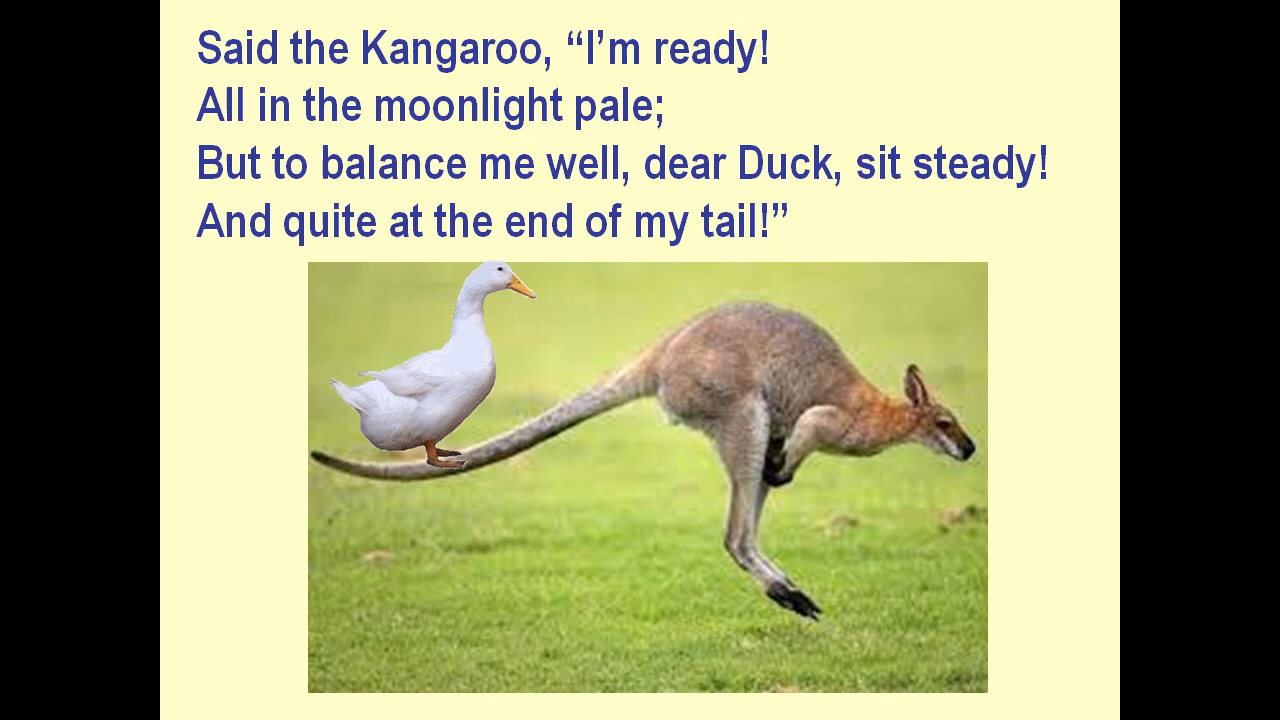 Said the Kangaroo, “I’m ready!
All in the moonlight pale;
But to balance me well, dear Duck, sit steady!
And quite at the end of my tail!”